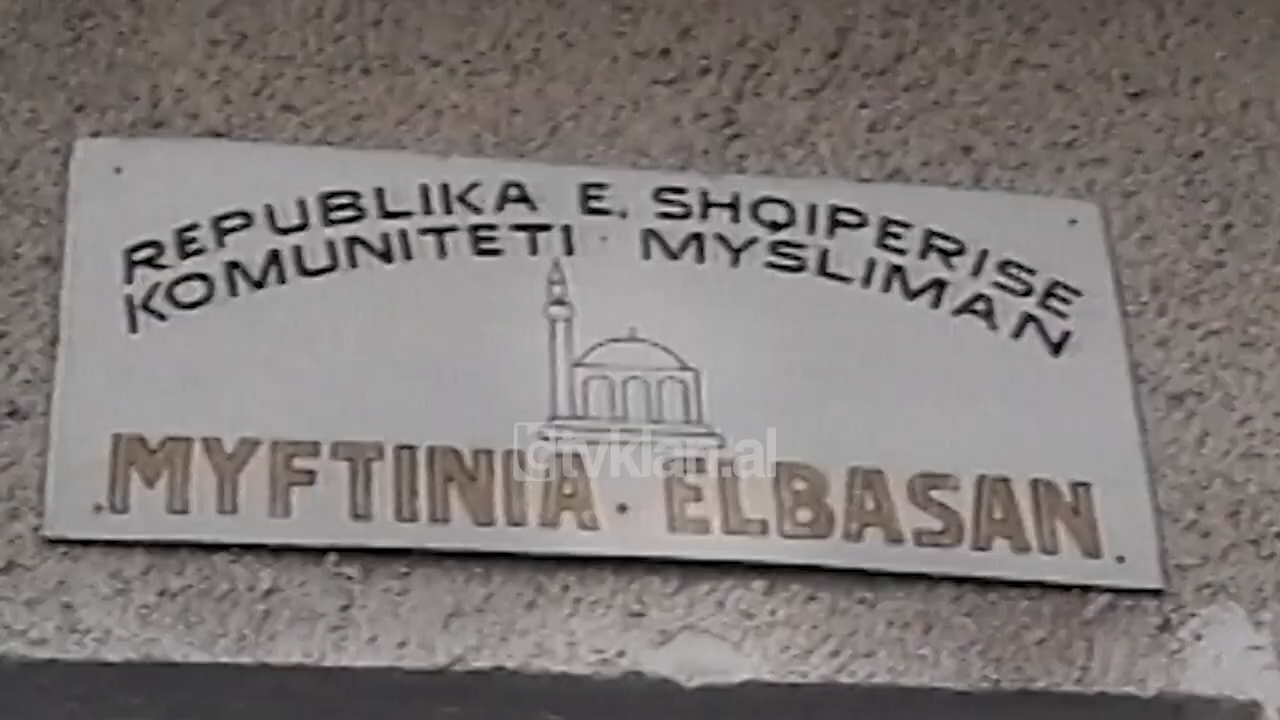 REPUBLIKA E. SHQIPERISE
KOMUNITETI · MYSLIMAN
.MYFTINIA · ELBASAN.
tvklan.al